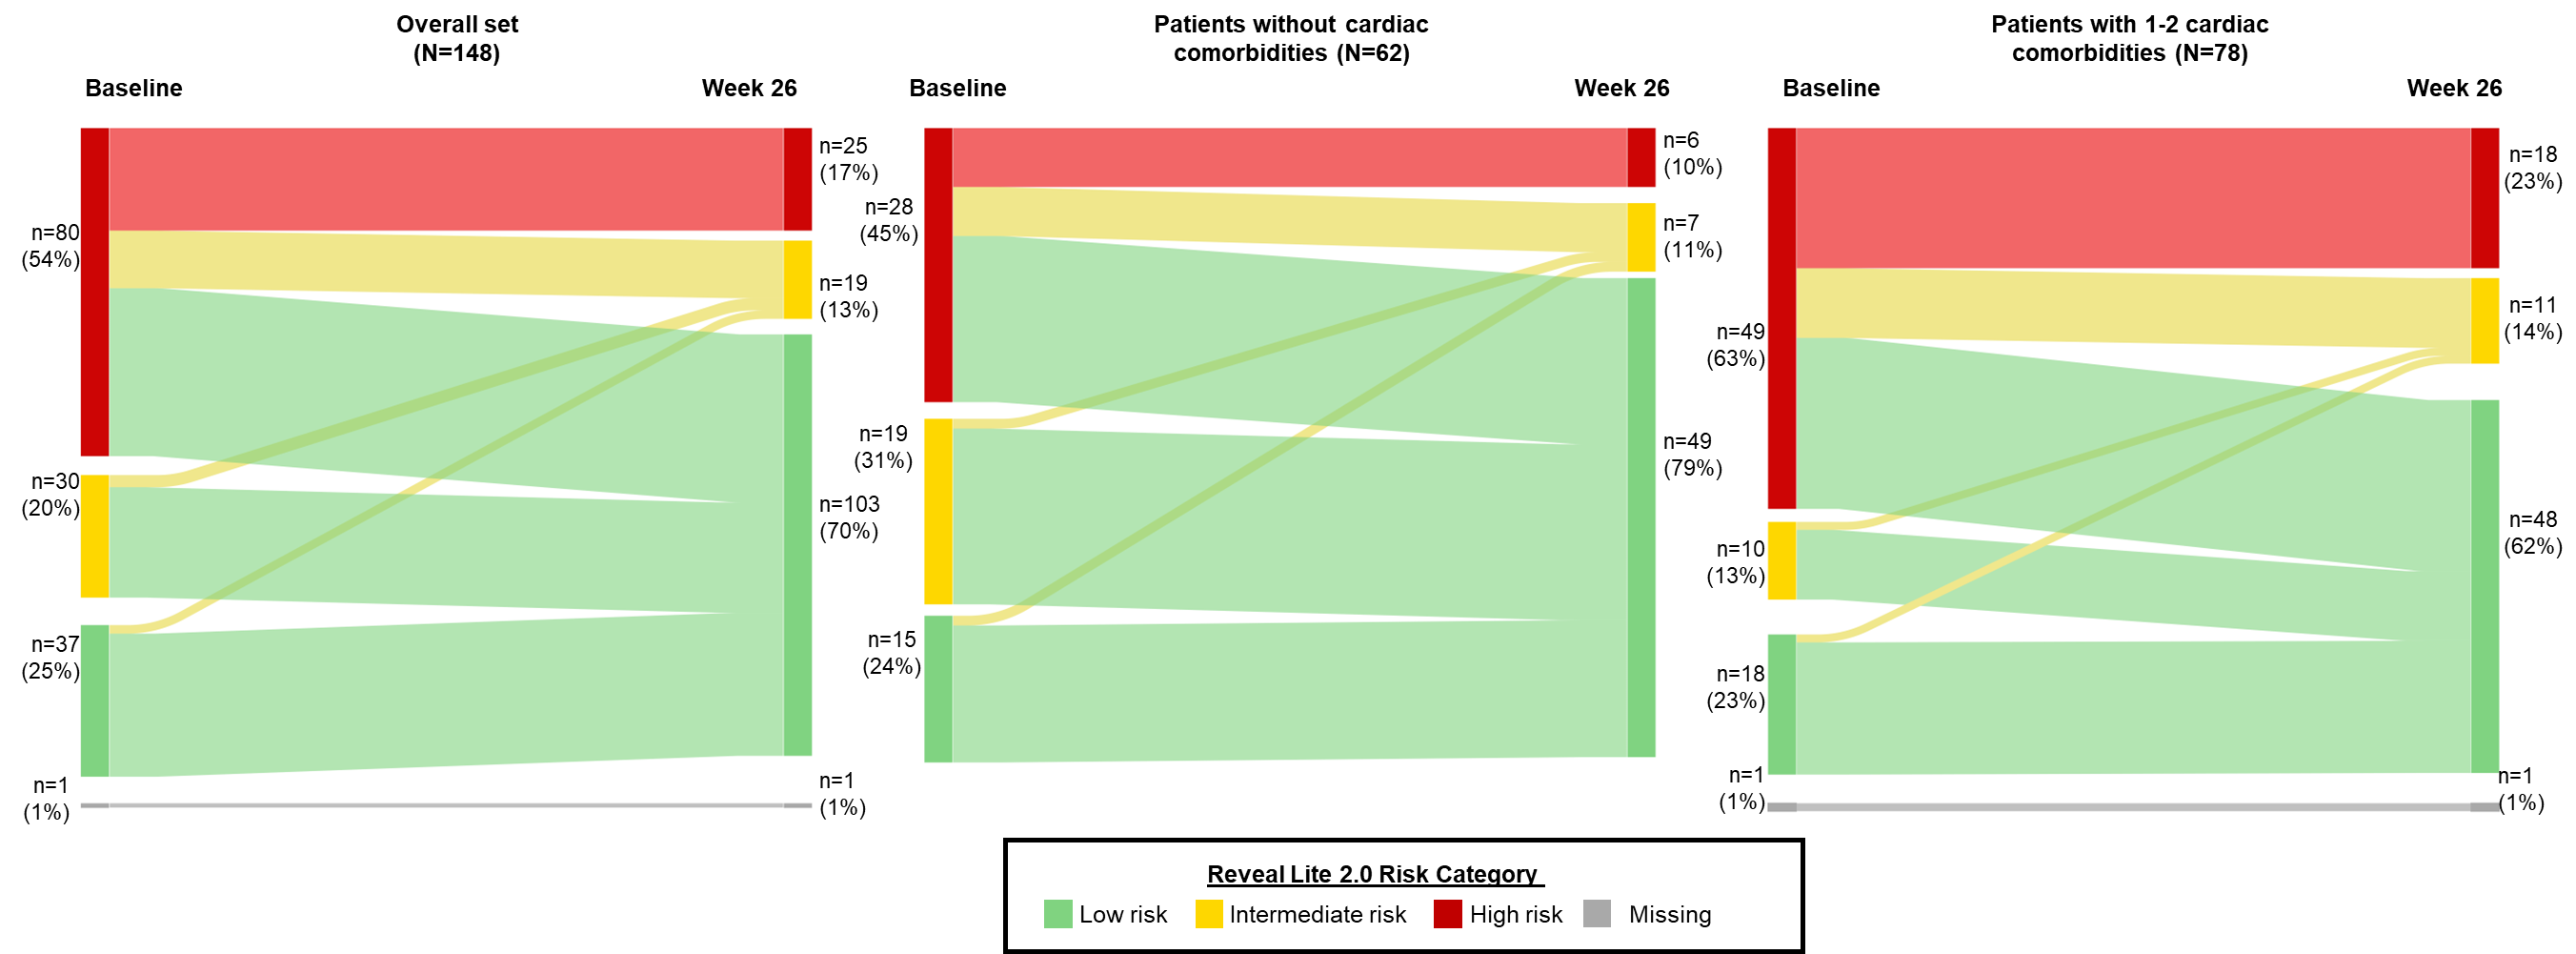 Overall set
(N=148)
Baseline
Week 26
n=80
(54%)
n=30
(20%)
n=37
(25%)
n=1
(1%)
n=25
(17%)
n=19
(13%)
n=103
(70%)
n=1
(1%)
Patients without cardiac
comorbidities (N=62)
Baseline
Week 26
n=28
(45%)
n=19
(31%)
n=15
(24%)
n=6
(10%)
n=7
(11%)
n=49
(79%)
Patients with 1-2 cardiac
comorbidities (N=78)
Baseline
Week 26
n=49
(63%)
n=10
(13%)
n=18
(23%)
n=1
(1%)
n=18
(23%)
n=11
(14%)
n=48
(62%)
n=1
(1%)
Reveal Lite 2.0 Risk Category
Low risk
Intermediate risk
High risk
Missing